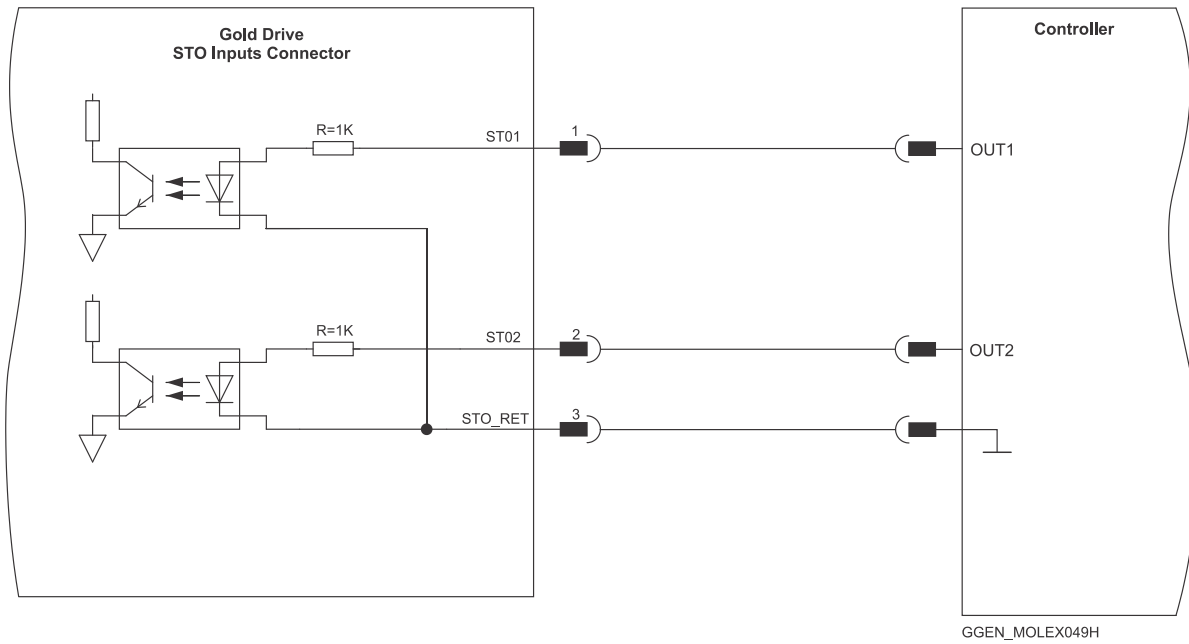 Gold Drive
STO Inputs Connector
Controller
R=1K
ST01
1
OUT1
R=1K
ST02
2
OUT2
STO_RET
3
GGEN_MOLEX049H